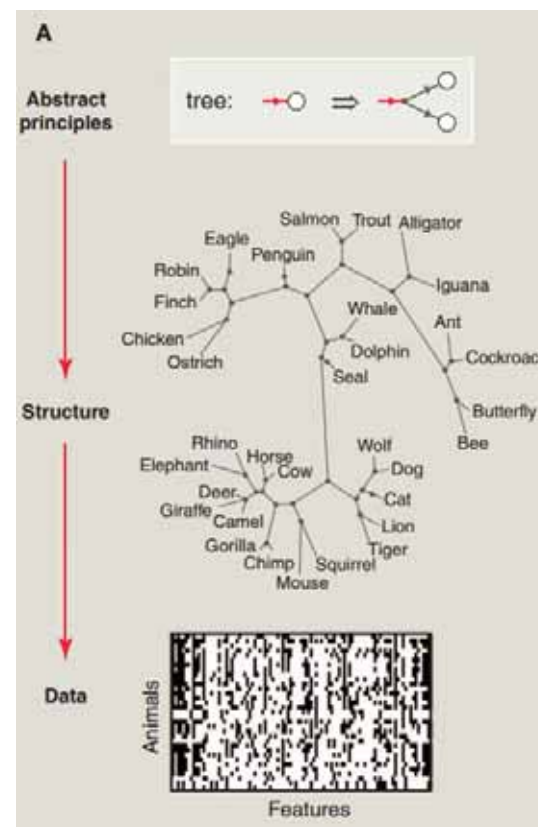 A
Abstract
principles
tree:
Salmon Trout Alligator
Eagle
Penguin
Robin
Iguana
Finch
Whale
Ant
Chicken
Dolphin
Cockroac
Ostrich
Seal
Structure
Butterfly
Bee
Rhino
Wolf
Horse
Elephant
Cow
Dog
Deer
Cat
Giraffe
Camel
Lion
Gorilla
Tiger
Chimp
Squirrel
Mouse
Data
Animals
Features